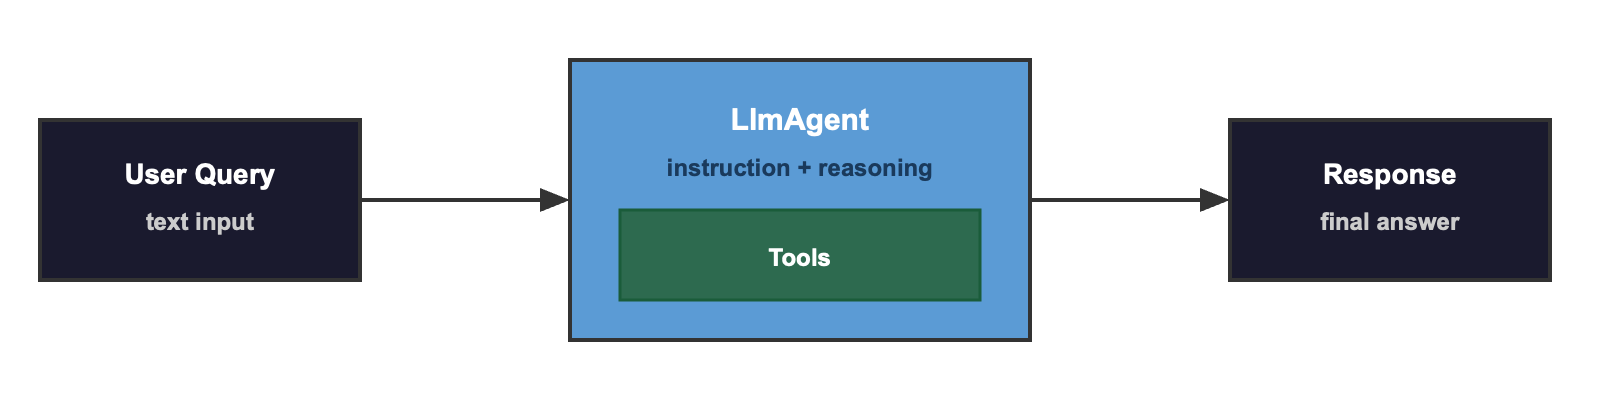 User Query
text input
LlmAgent
instruction + reasoning
Tools
Response
final answer